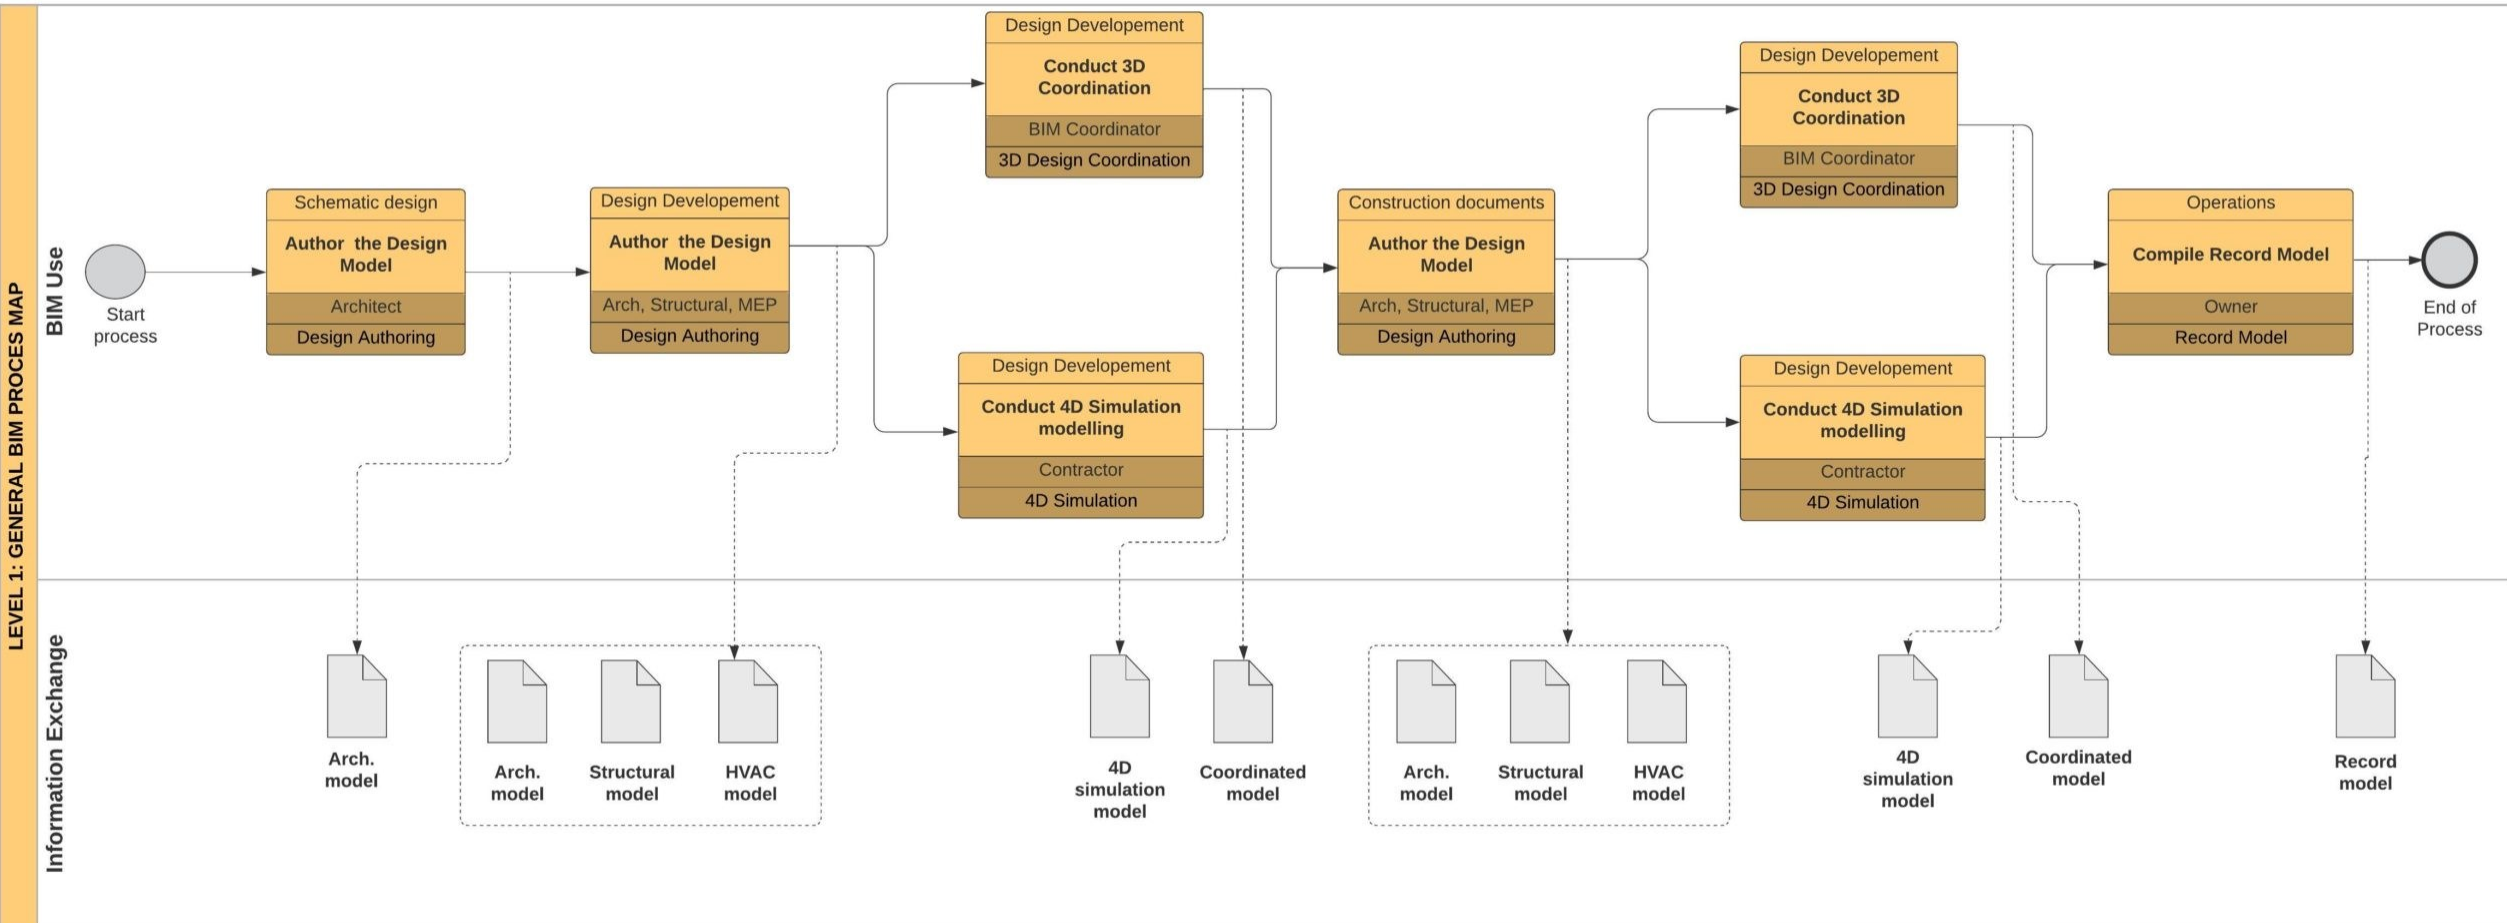 LEVEL 1: GENERAL BIM PROCES MAP
BIM Use
Start
process
Schematic design
Author the Design
Model
Architect
Design Authoring
Design Developement
Author the Design
Model
Arch, Structural, MEP
Design Authoring
Design Developement
Conduct 3D
Coordination
BIM Coordinator
3D Design Coordination
Design Developement
Conduct 4D Simulation
modelling
Contractor
4D Simulation
Construction documents
Author the Design
Model
Arch, Structural, MEP
Design Authoring
Design Developement
Conduct 3D
Coordination
BIM Coordinator
3D Design Coordination
Design Developement
Conduct 4D Simulation
modelling
Contractor
4D Simulation
Operations
Compile Record Model
Owner
Record Model
End of
Process
Information Exchange
Arch.
model
Arch.
model
Structural
model
HVAC
model
4D
simulation
model
Coordinated
model
Arch.
model
Structural
model
HVAC
model
4D
simulation
model
Coordinated
model
Record
model